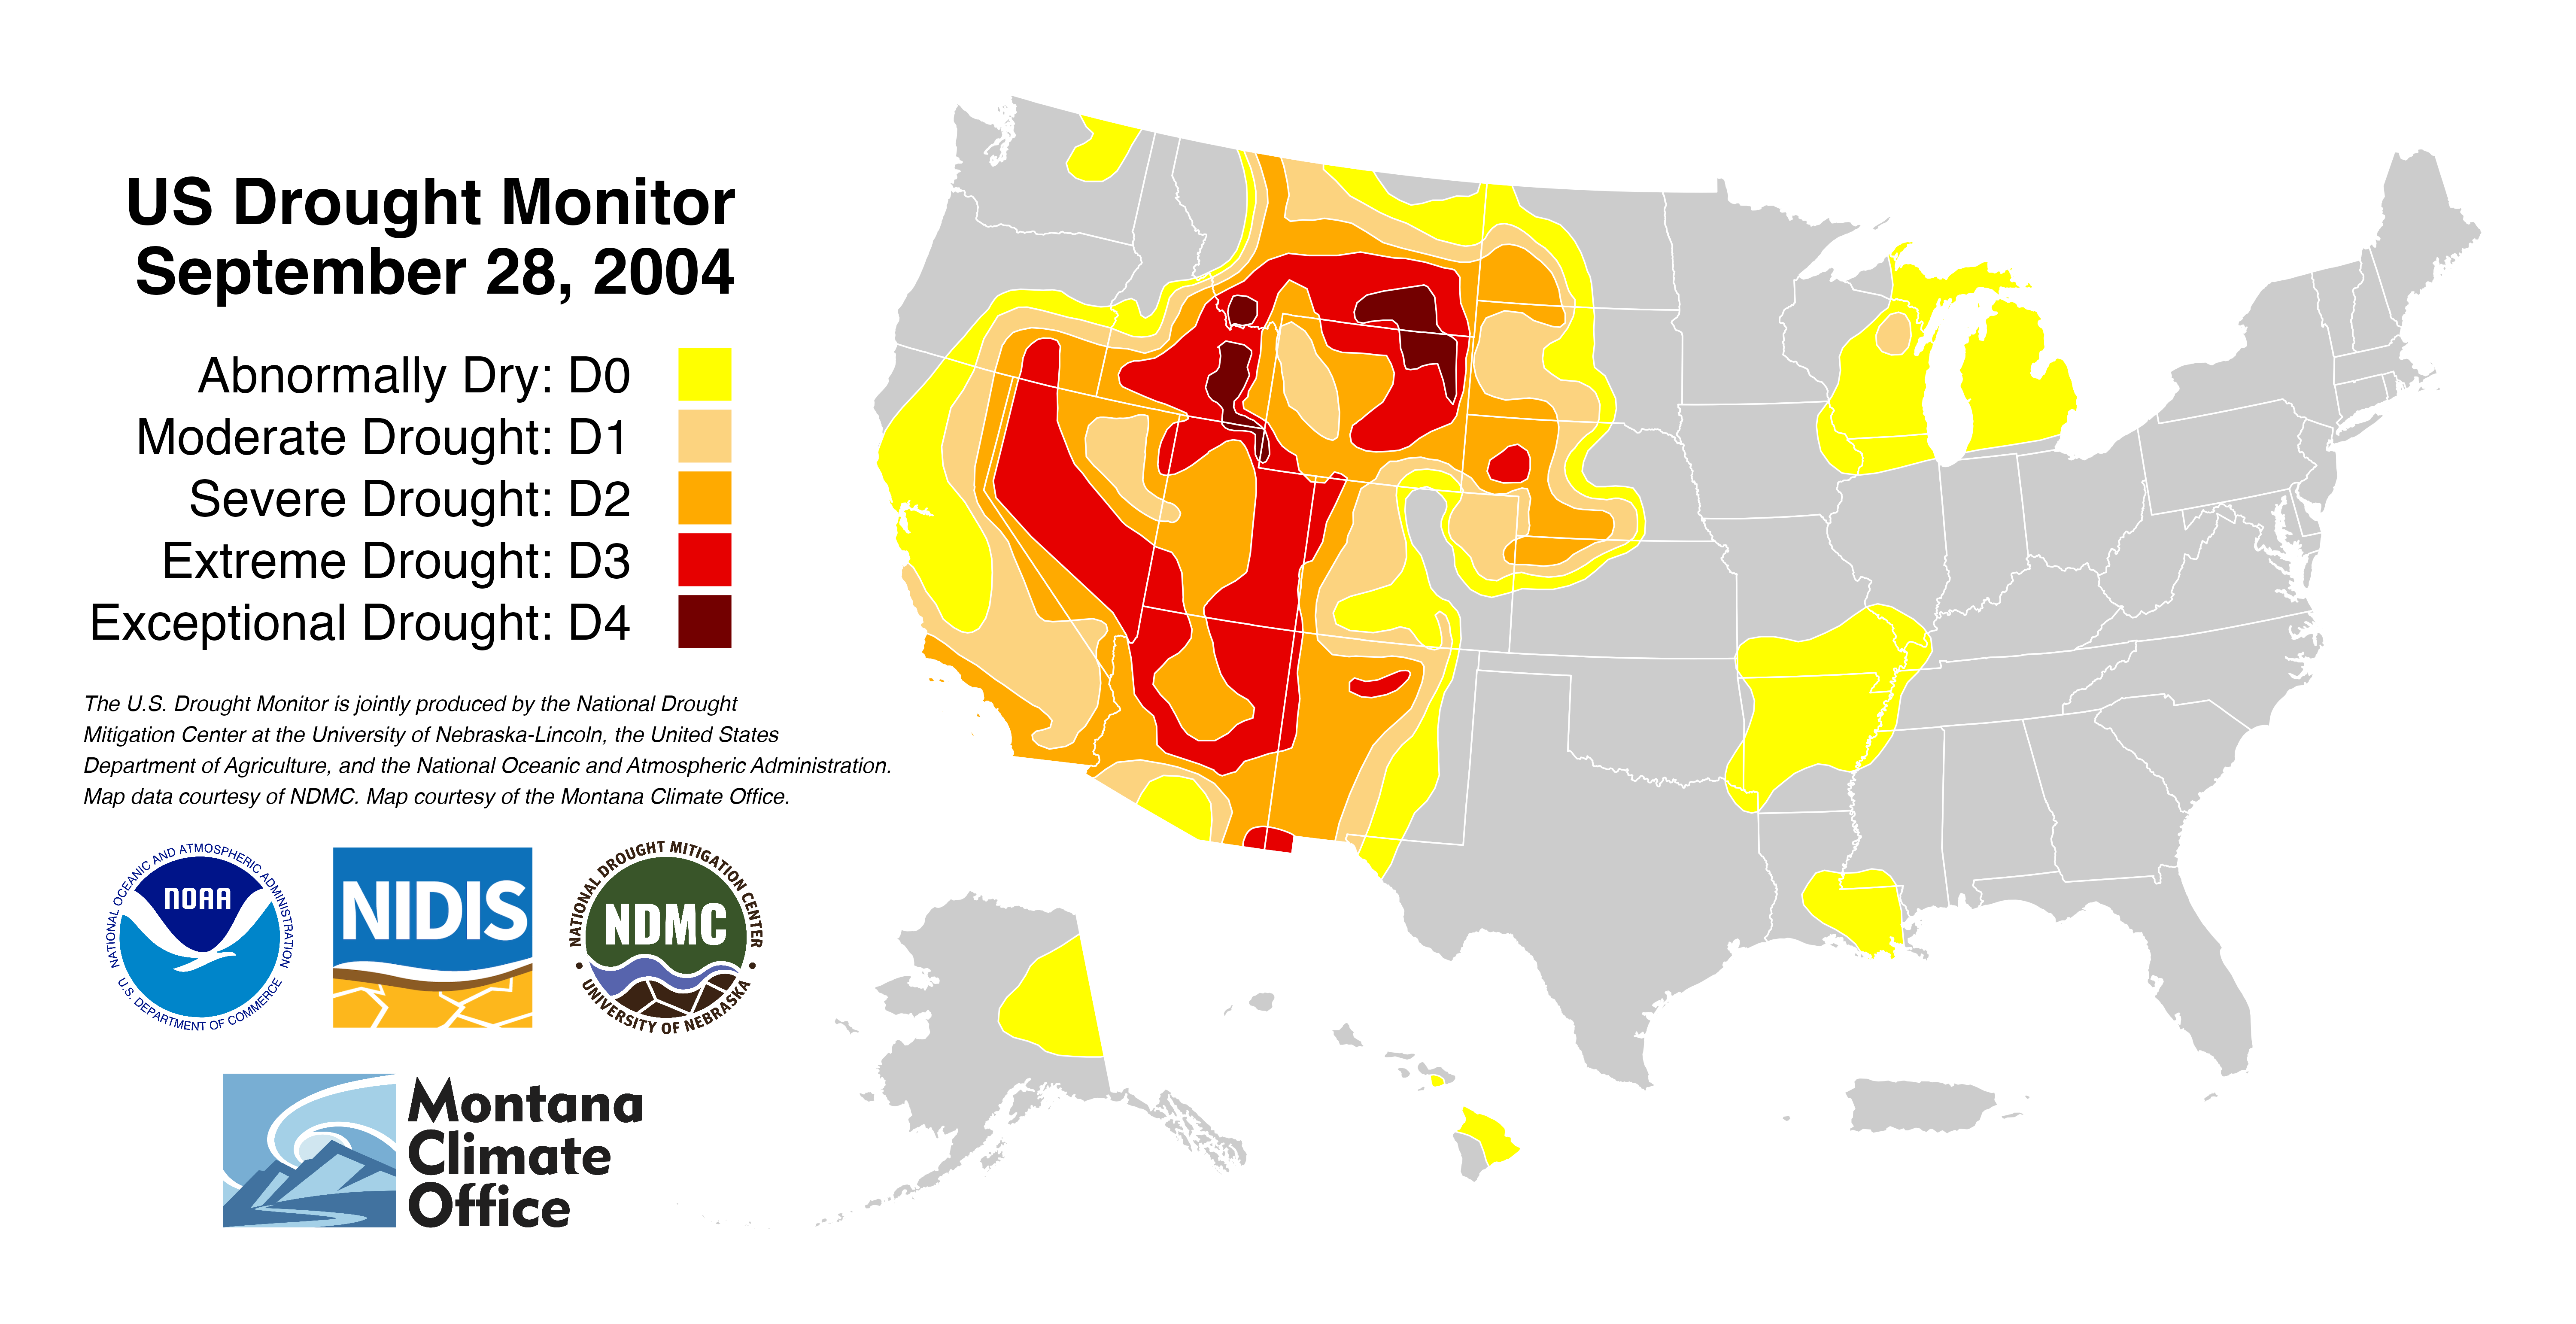 US Drought Monitor
September 28, 2004
Abnormally Dry: D0
Moderate Drought: D1
Severe Drought: D2
Extreme Drought: D3
Exceptional Drought: D4
The U.S. Drought Monitor is jointly produced by the National Drought
Mitigation Center at the University of Nebraska-Lincoln, the United States
Department of Agriculture, and the National Oceanic and Atmospheric Administration.
Map data courtesy of NDMC. Map courtesy of the Montana Climate Office.
NATIONAL OCEANIC AND ATMOSPHERIC ADMINISTRATION
NOAA
U.S. DEPARTMENT OF COMMERCE
NIDIS
NATIONAL DROUGHT MITIGATION CENTER
NDMC
UNIVERSITY OF NEBRASKA
Montana
Climate
Office